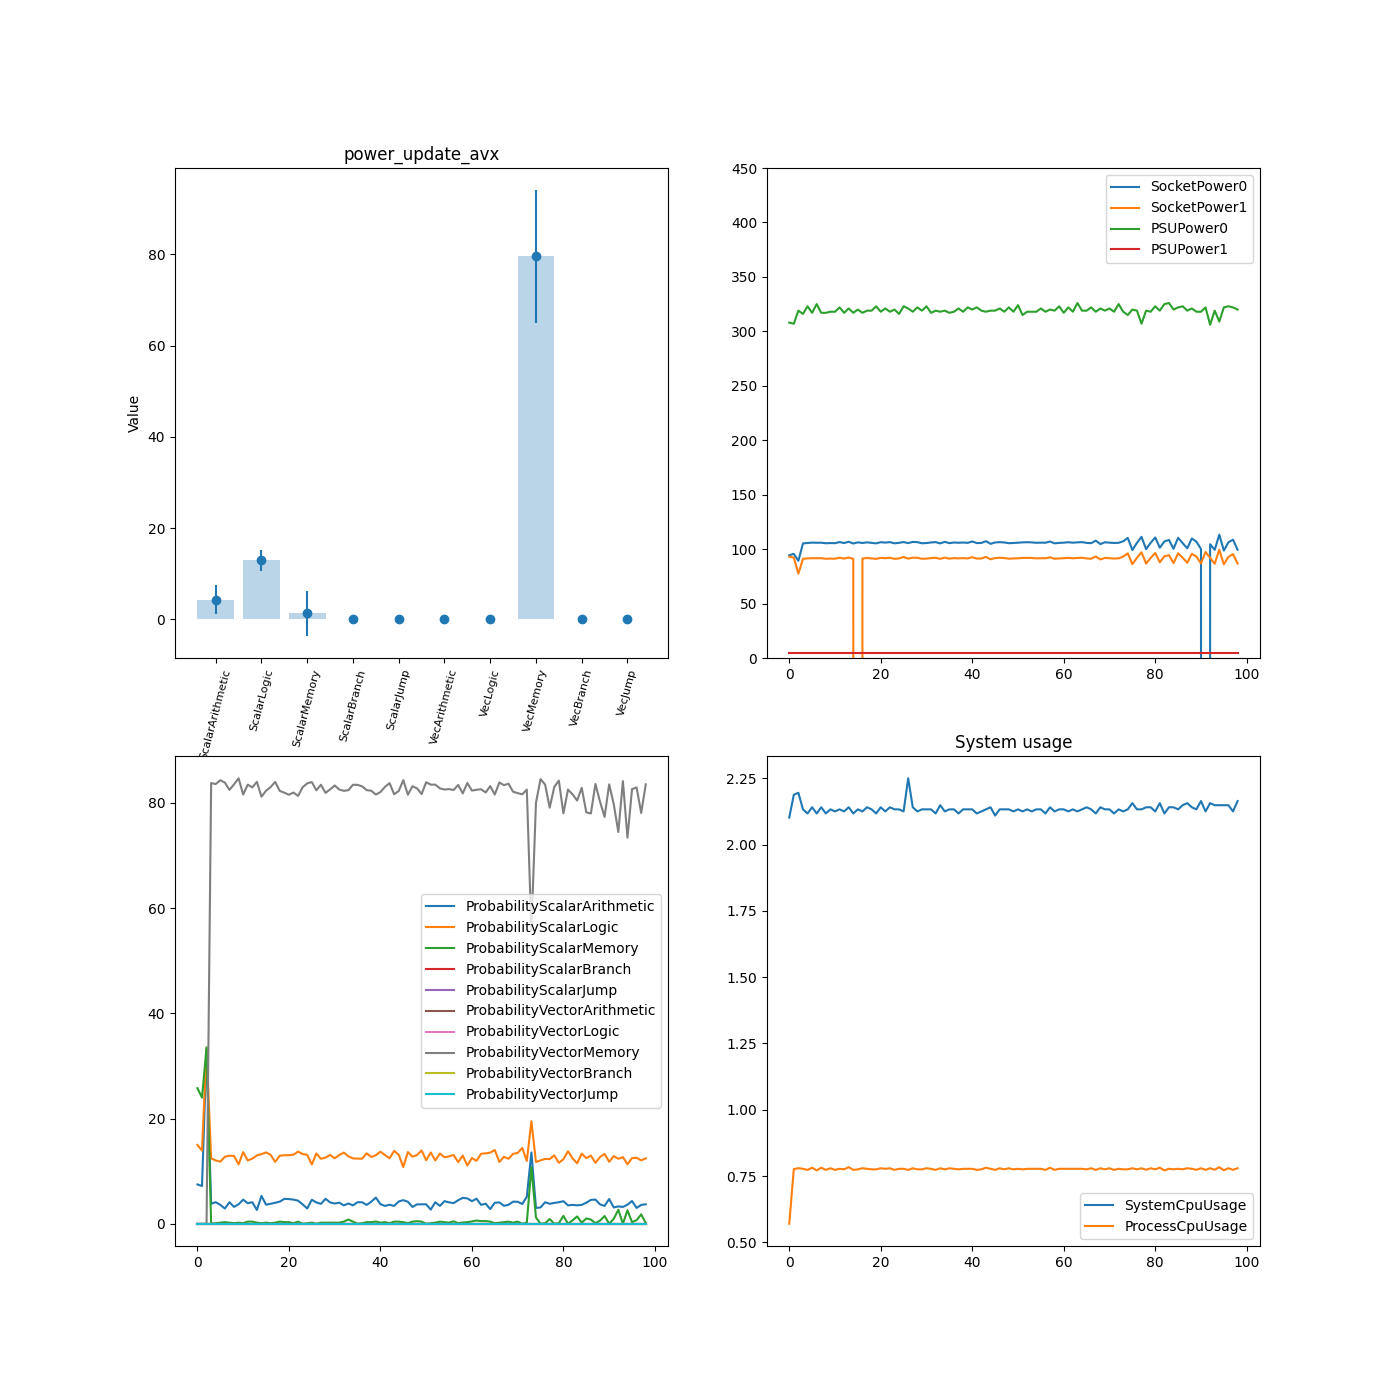 power_update_avx
Value
80
60
40
20
0
ScalarArithmetic
ScalarLogic
ScalarMemory
ScalarBranch
ScalarJump
VecArithmetic
VecLogic
VecMemory
VecBranch
VecJump
450
400
350
300
250
200
150
100
50
0
0 20 40 60 80 100
SocketPower0
SocketPower1
PSUPower0
PSUPower1
80
60
40
20
0
0 20 40 60 80 100
ProbabilityScalarArithmetic
ProbabilityScalarLogic
ProbabilityScalarMemory
ProbabilityScalarBranch
ProbabilityScalarJump
ProbabilityVectorArithmetic
ProbabilityVectorLogic
ProbabilityVectorMemory
ProbabilityVectorBranch
ProbabilityVectorJump
System usage
2.25
2.00
1.75
1.50
1.25
1.00
0.75
0.50
0 20 40 60 80 100
SystemCpuUsage
ProcessCpuUsage